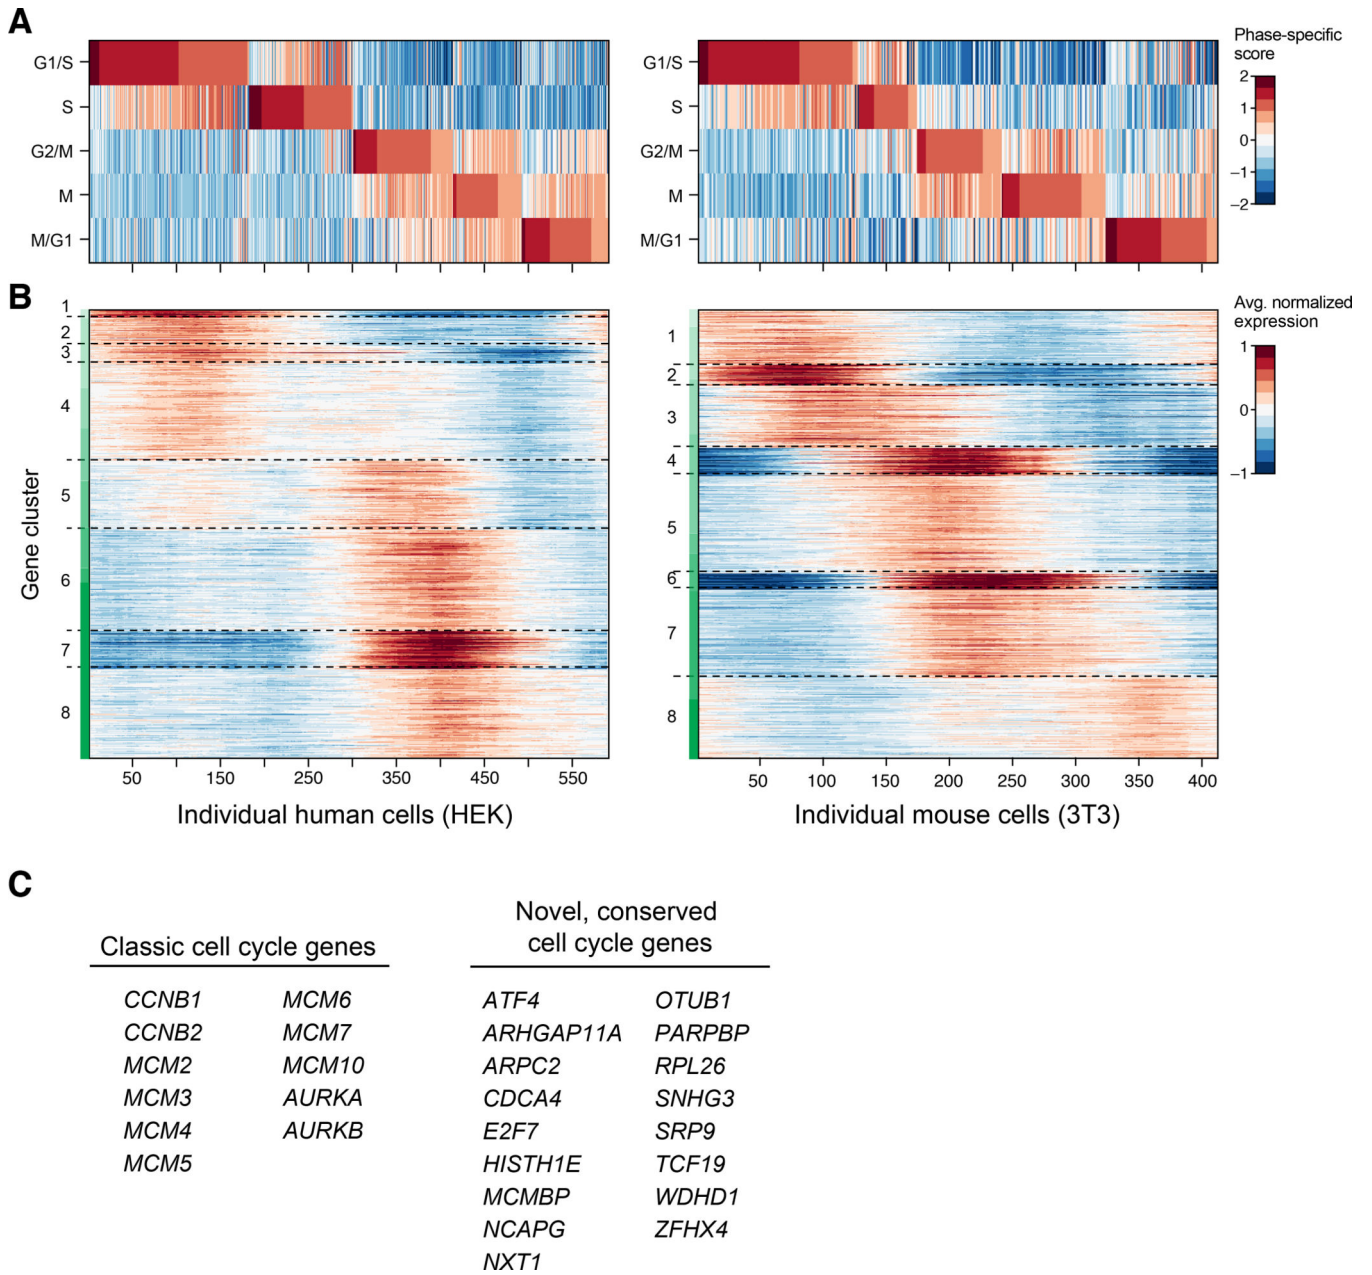 A
G1/S
S
G2/M
M
M/G1
G1/S
S
G2/M
M
M/G1
Phase-specific
score
2
1
0
−1
−2
B
Gene cluster
1
2
3
4
5
6
7
8
50
150
250
350
450
550
Individual human cells (HEK)
1
2
3
4
5
6
7
8
50
100
150
200
250
300
350
400
Individual mouse cells (3T3)
Avg. normalized
expression
1
0
−1
C
Classic cell cycle genes
CCNB1 MCM6
CCNB2 MCM7
MCM2 MCM10
MCM3 AURKA
MCM4 AURKB
MCM5
Novel, conserved
cell cycle genes
ATF4 OTUB1
ARHGAP11A PARPBP
ARPC2 RPL26
CDCA4 SNHG3
E2F7 SRP9
HISTH1E TCF19
MCMBP WDHD1
NCAPG ZFHX4
NXT1